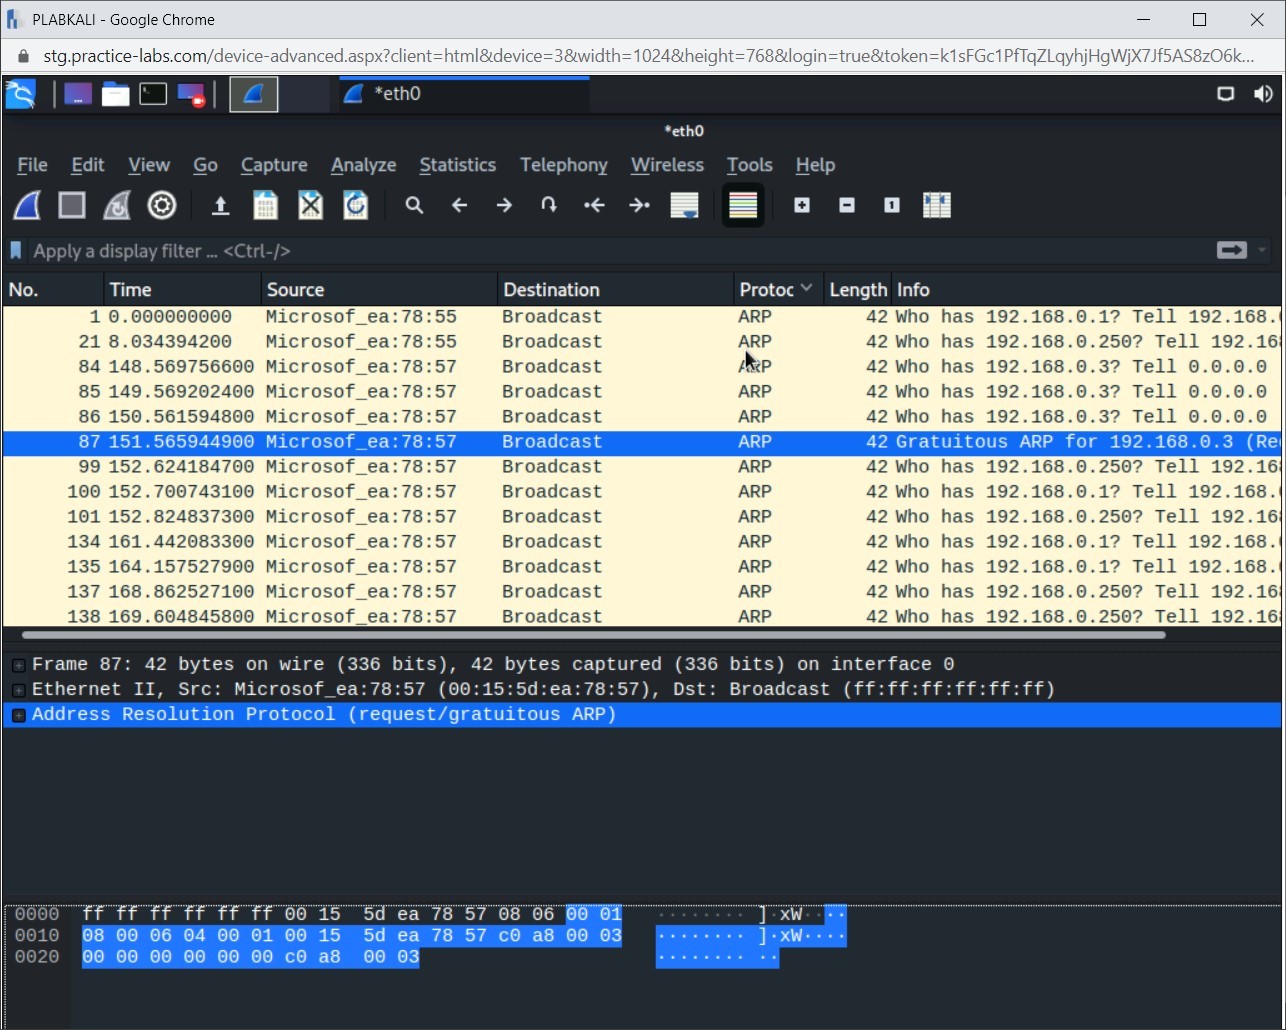 PLABKALI - Google Chrome
stg.practice-labs.com/device-advanced.aspx?client=html&device=3&width=1024&height=768&login=true&token=k1sFGc1PfTqZLqyhjHgWjX7Jf5AS8zO6k...
*eth0
*eth0
File Edit View Go Capture Analyze Statistics Telephony Wireless Tools Help
Apply a display filter ... <Ctrl-/>
No. Time Source Destination Protoc Length Info
1 0.000000000 Microsof_ea:78:55 Broadcast ARP 42 Who has 192.168.0.1? Tell 192.168.
21 8.034394200 Microsof_ea:78:55 Broadcast ARP 42 Who has 192.168.0.250? Tell 192.16
84 148.569756600 Microsof_ea:78:57 Broadcast ARP 42 Who has 192.168.0.3? Tell 0.0.0.0
85 149.569202400 Microsof_ea:78:57 Broadcast ARP 42 Who has 192.168.0.3? Tell 0.0.0.0
86 150.561594800 Microsof_ea:78:57 Broadcast ARP 42 Who has 192.168.0.3? Tell 0.0.0.0
87 151.565944900 Microsof_ea:78:57 Broadcast ARP 42 Gratuitous ARP for 192.168.0.3 (Re
99 152.624184700 Microsof_ea:78:57 Broadcast ARP 42 Who has 192.168.0.250? Tell 192.16
100 152.700743100 Microsof_ea:78:57 Broadcast ARP 42 Who has 192.168.0.1? Tell 192.168.
101 152.824837300 Microsof_ea:78:57 Broadcast ARP 42 Who has 192.168.0.250? Tell 192.16
134 161.442083300 Microsof_ea:78:57 Broadcast ARP 42 Who has 192.168.0.1? Tell 192.168.
135 164.157527900 Microsof_ea:78:57 Broadcast ARP 42 Who has 192.168.0.1? Tell 192.168.
137 168.862527100 Microsof_ea:78:57 Broadcast ARP 42 Who has 192.168.0.250? Tell 192.16
138 169.604845800 Microsof_ea:78:57 Broadcast ARP 42 Who has 192.168.0.250? Tell 192.16
Frame 87: 42 bytes on wire (336 bits), 42 bytes captured (336 bits) on interface 0
Ethernet II, Src: Microsof_ea:78:57 (00:15:5d:ea:78:57), Dst: Broadcast (ff:ff:ff:ff:ff:ff)
Address Resolution Protocol (request/gratuitous ARP)
0000 ff ff ff ff ff ff 00 15 5d ea 78 57 08 06 00 01 ········ ]·xW····
0010 08 00 06 04 00 01 00 15 5d ea 78 57 c0 a8 00 03 ········ ]·xW····
0020 00 00 00 00 00 00 c0 a8 00 03 ········ ··